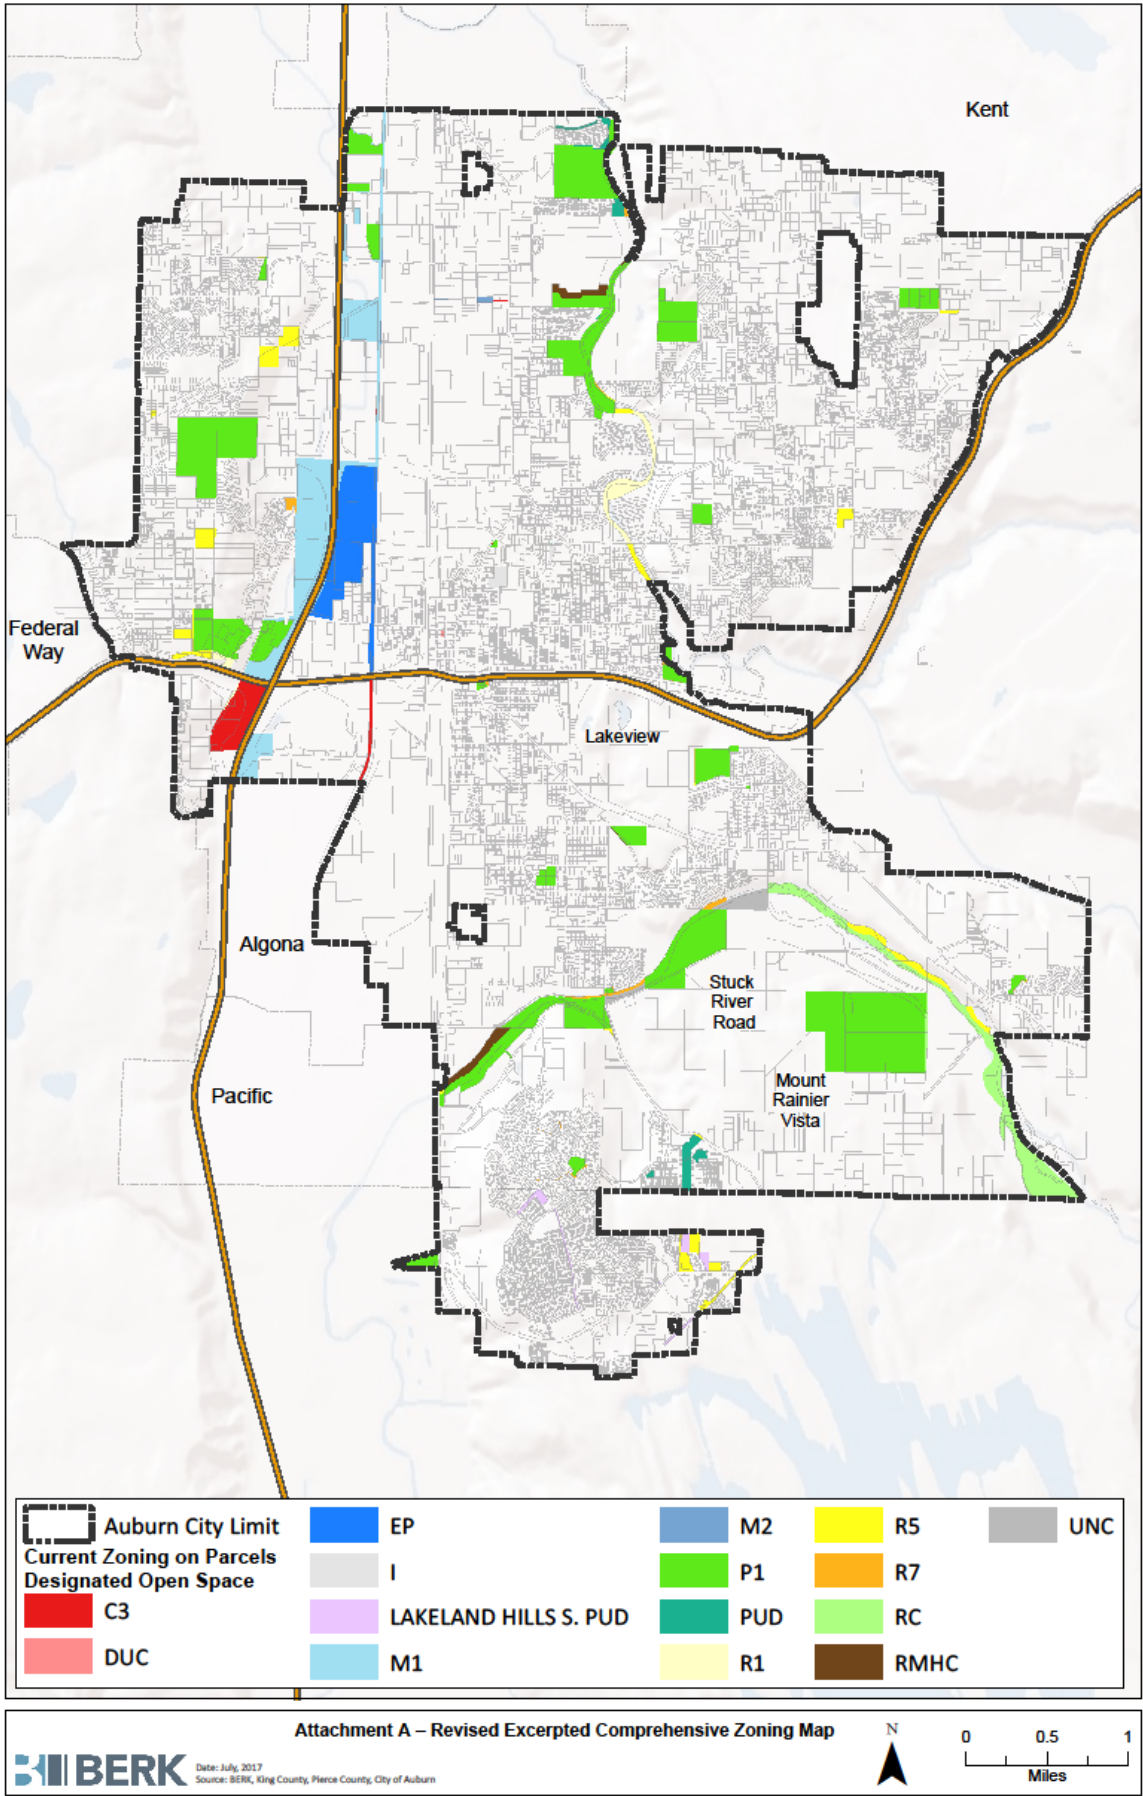 Kent
Federal
Way
Lakeview
Algona
Stuck
River
Road
Mount
Rainier
Vista
Pacific
Auburn City Limit
Current Zoning on Parcels
Designated Open Space
C3
DUC
EP
I
LAKELAND HILLS S. PUD
M1
M2
P1
PUD
R1
R5
R7
RC
RMHC
UNC
Attachment A – Revised Excerpted Comprehensive Zoning Map
BERK
Date: July, 2017
Source: BERK, King County, Pierce County, City of Auburn
N
0 0.5 1
Miles